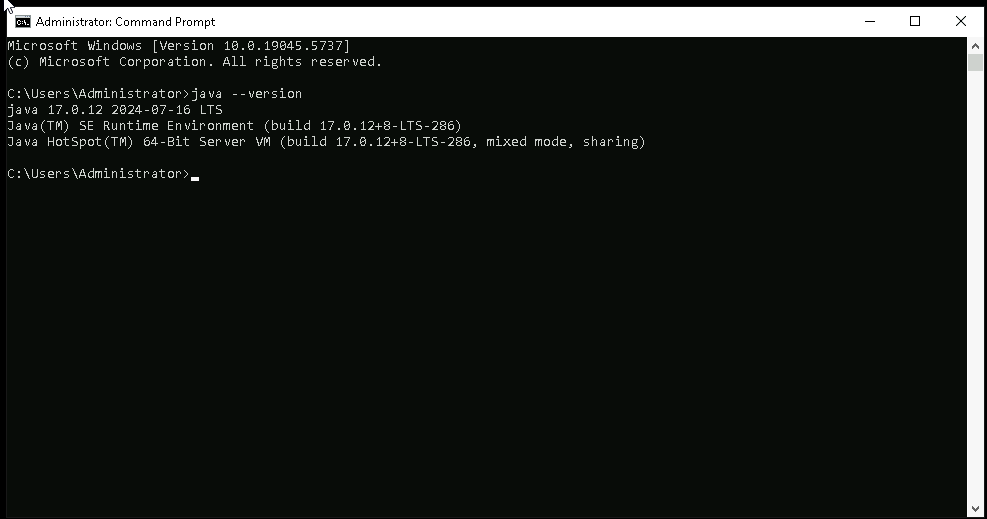 Administrator: Command Prompt
Microsoft Windows [Version 10.0.19045.5737]
(c) Microsoft Corporation. All rights reserved.
C:\Users\Administrator>java --version
java 17.0.12 2024-07-16 LTS
Java(TM) SE Runtime Environment (build 17.0.12+8-LTS-286)
Java HotSpot(TM) 64-Bit Server VM (build 17.0.12+8-LTS-286, mixed mode, sharing)
C:\Users\Administrator>